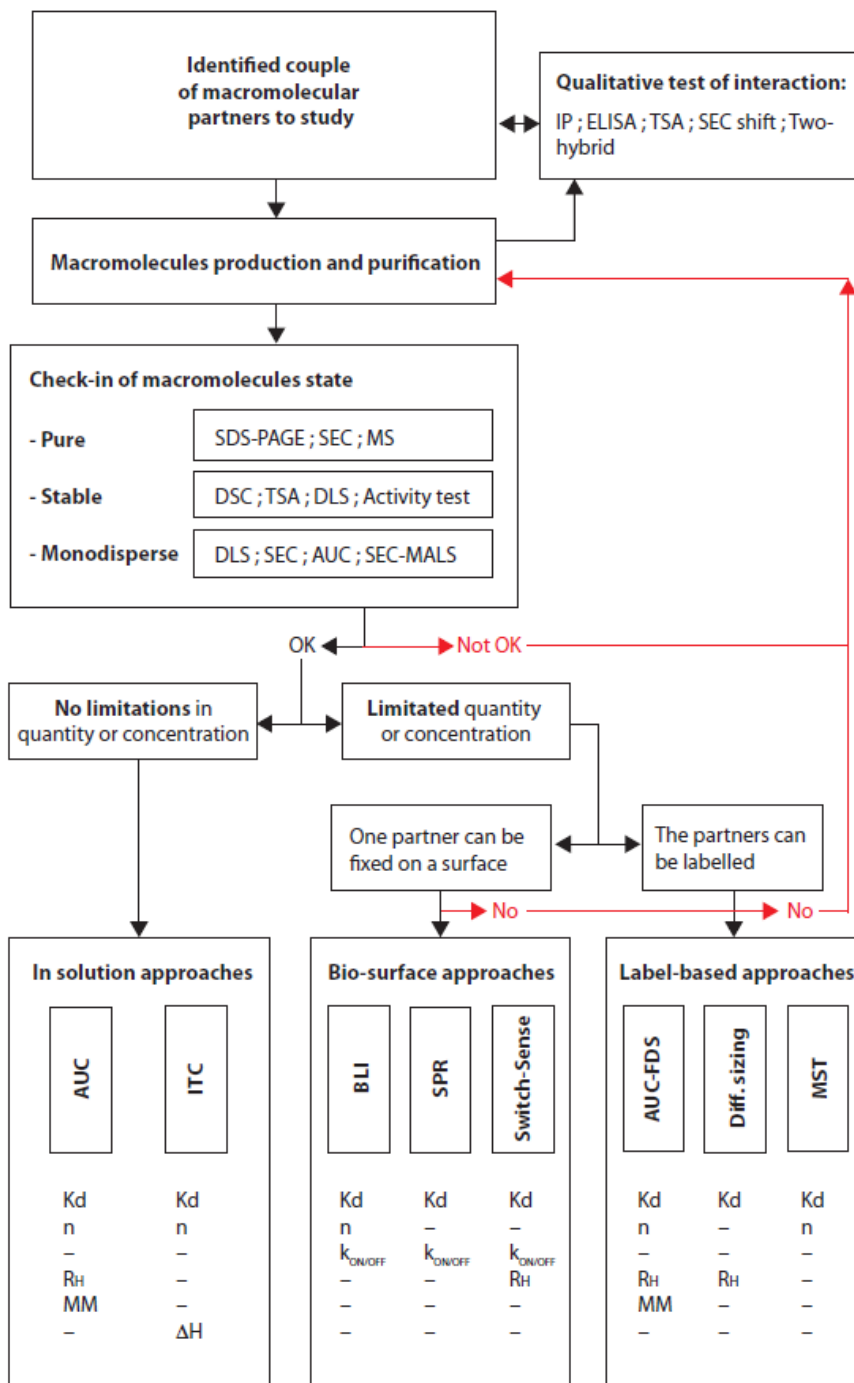 Identified couple
of macromolecular
partners to study
Qualitative test of interaction:
IP ; ELISA ; TSA ; SEC shift ; Two-
hybrid
Macromolecules production and purification
Check-in of macromolecules state
- Pure
SDS-PAGE ; SEC ; MS
- Stable
DSC ; TSA ; DLS ; Activity test
- Monodisperse
DLS ; SEC ; AUC ; SEC-MALS
OK
Not OK
No limitations in
quantity or concentration
Limitated quantity
or concentration
One partner can be
fixed on a surface
The partners can
be labelled
No
No
In solution approaches
AUC
ITC
Kd Kd
n n
– –
RH –
MM –
– ΔH
Bio-surface approaches
BLI
SPR
Switch-Sense
Kd Kd Kd
n – –
kON/OFF kON/OFF kON/OFF
– – RH
– – –
– – –
Label-based approaches
AUC-FDS
Diff. sizing
MST
Kd Kd Kd
n – n
– – –
RH RH –
MM – –
– – –